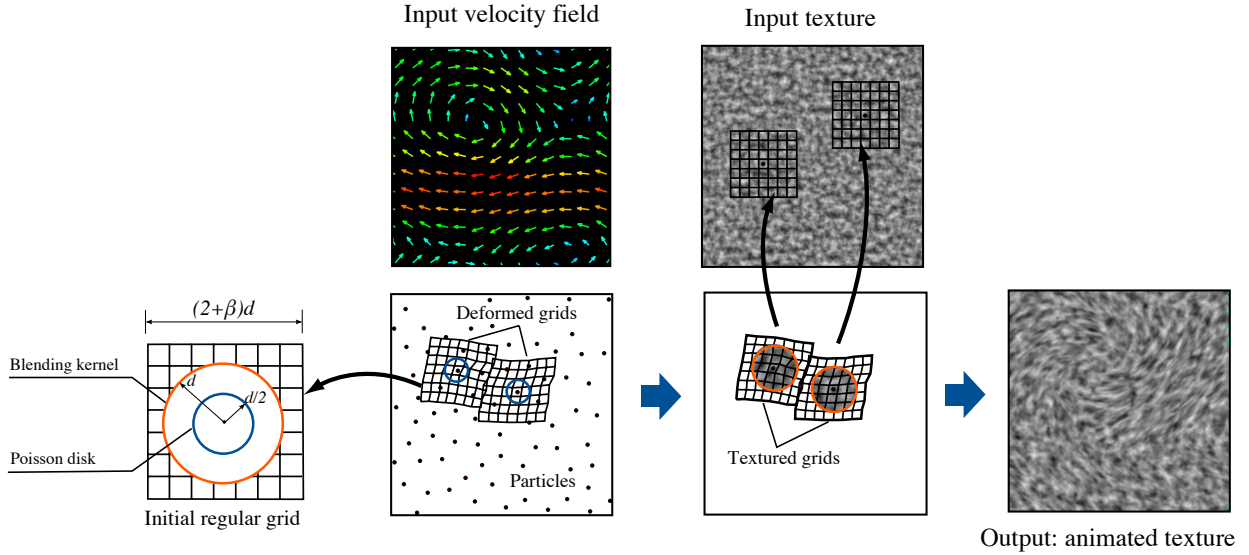 Input velocity field
Input texture
(2+β)d
Deformed grids
Blending kernel
d
d/2
Poisson disk
Particles
Textured grids
Initial regular grid
Output: animated texture